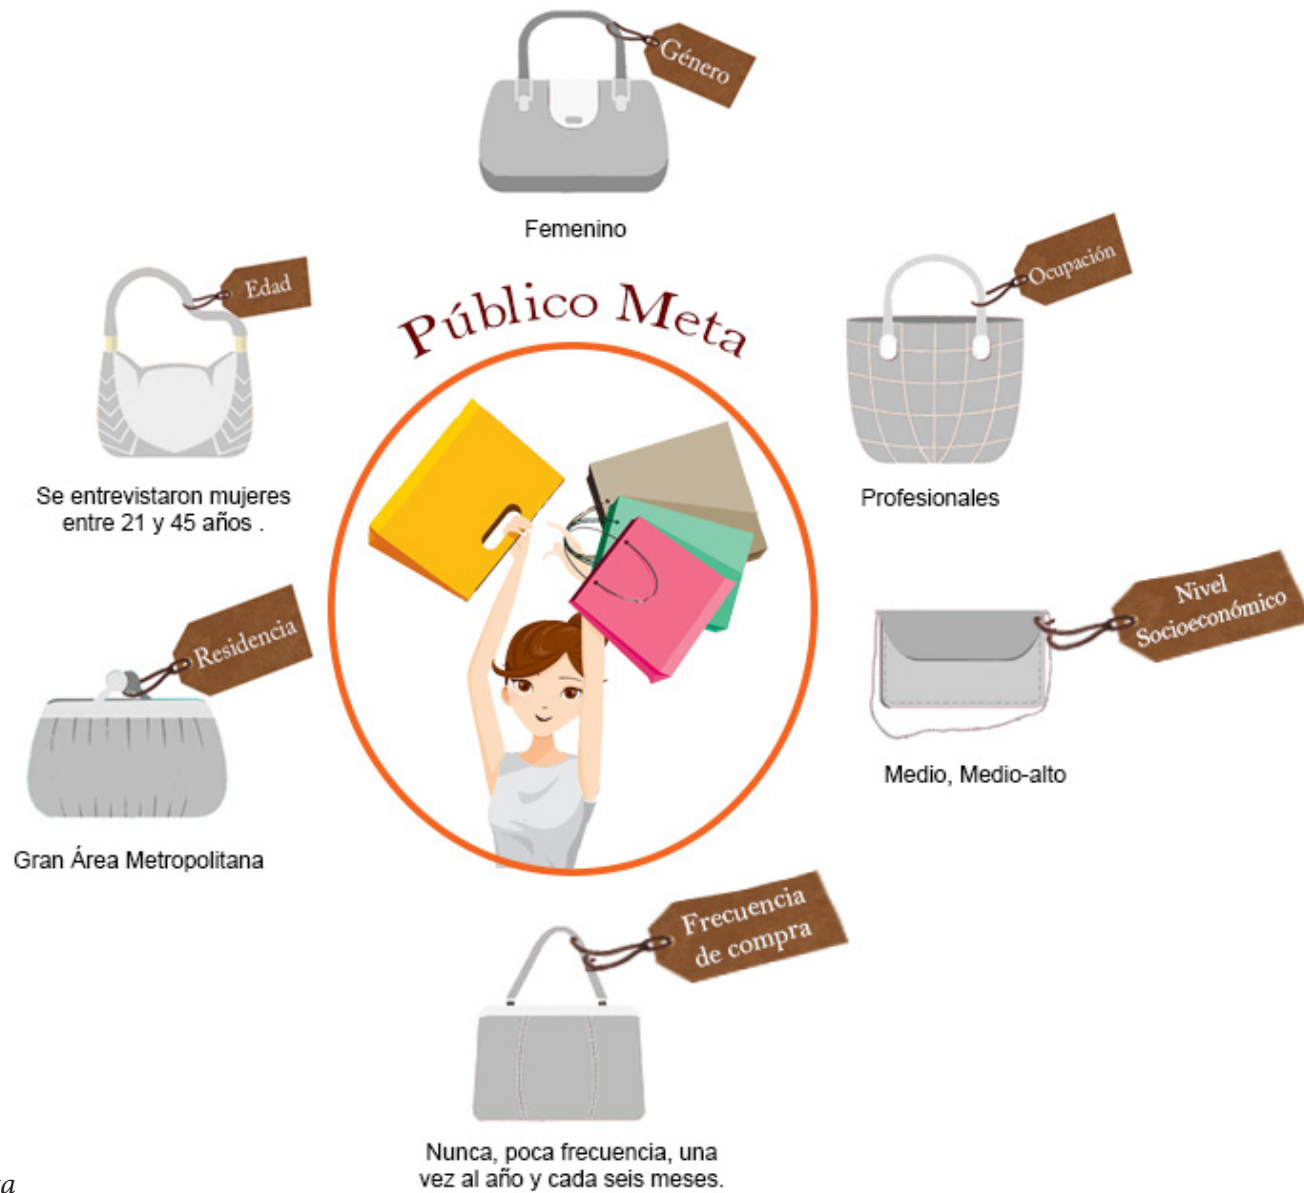 Género
Femenino
Edad
Ocupación
Público Meta
Se entrevistaron mujeres
entre 21 y 45 años .
Profesionales
Residencia
Nivel
Socioeconómico
Gran Área Metropolitana
Medio, Medio-alto
Frecuencia
de compra
Nunca, poca frecuencia, una
vez al año y cada seis meses.